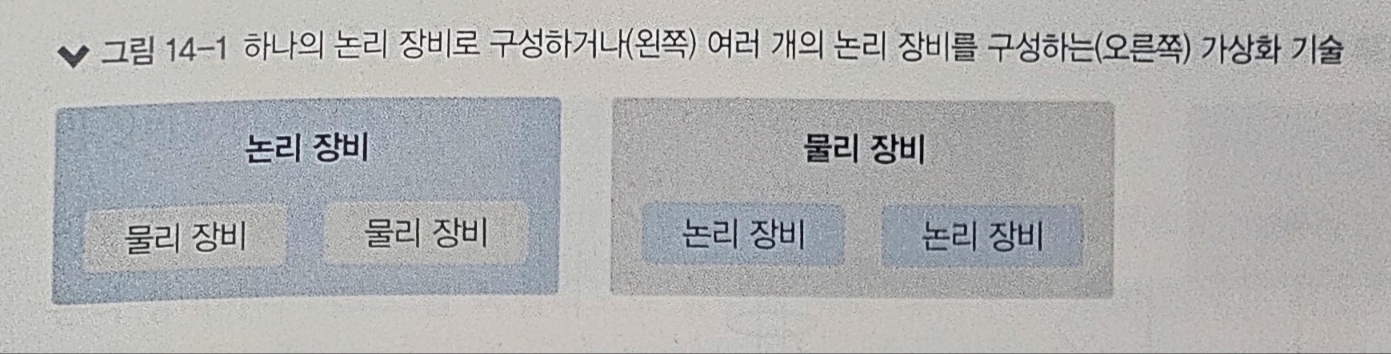 그림 14-1 하나의 논리 장비로 구성하거나(왼쪽) 여러 개의 논리 장비를 구성하는(오른쪽) 가상화 기술
논리 장비
물리 장비 물리 장비
물리 장비
논리 장비 논리 장비